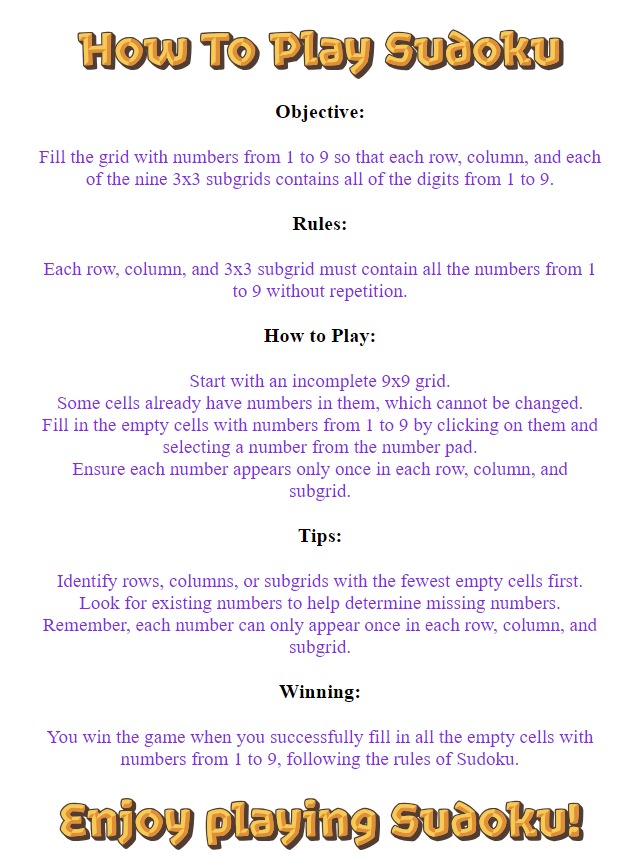 How To Play Sudoku
Objective:
Fill the grid with numbers from 1 to 9 so that each row, column, and each
of the nine 3x3 subgrids contains all of the digits from 1 to 9.
Rules:
Each row, column, and 3x3 subgrid must contain all the numbers from 1
to 9 without repetition.
How to Play:
Start with an incomplete 9x9 grid.
Some cells already have numbers in them, which cannot be changed.
Fill in the empty cells with numbers from 1 to 9 by clicking on them and
selecting a number from the number pad.
Ensure each number appears only once in each row, column, and
subgrid.
Tips:
Identify rows, columns, or subgrids with the fewest empty cells first.
Look for existing numbers to help determine missing numbers.
Remember, each number can only appear once in each row, column, and
subgrid.
Winning:
You win the game when you successfully fill in all the empty cells with
numbers from 1 to 9, following the rules of Sudoku.
Enjoy playing Sudoku!